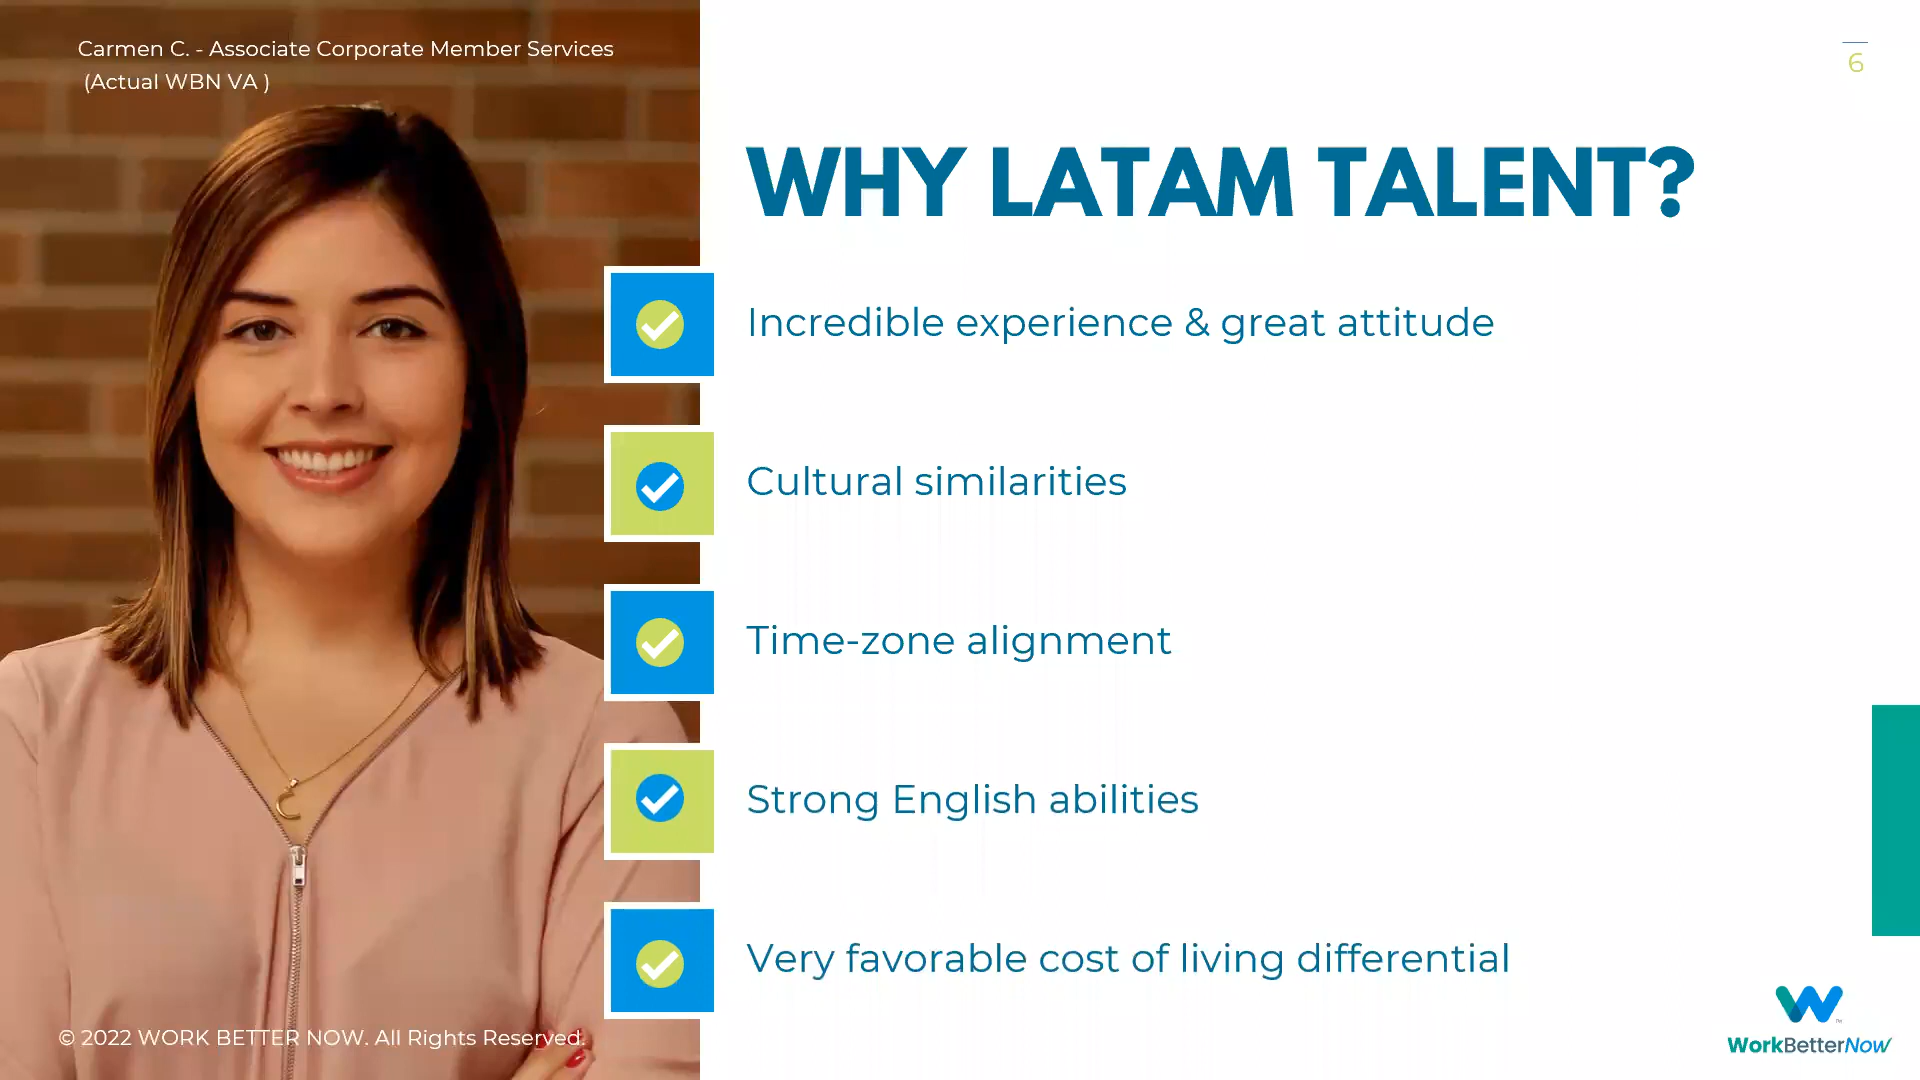 Carmen C. - Associate Corporate Member Services
(Actual WBN VA )
6
WHY LATAM TALENT?
Incredible experience & great attitude
Cultural similarities
Time-zone alignment
Strong English abilities
Very favorable cost of living differential
© 2022 WORK BETTER NOW. All Rights Reserved.
TM
WorkBetterNow